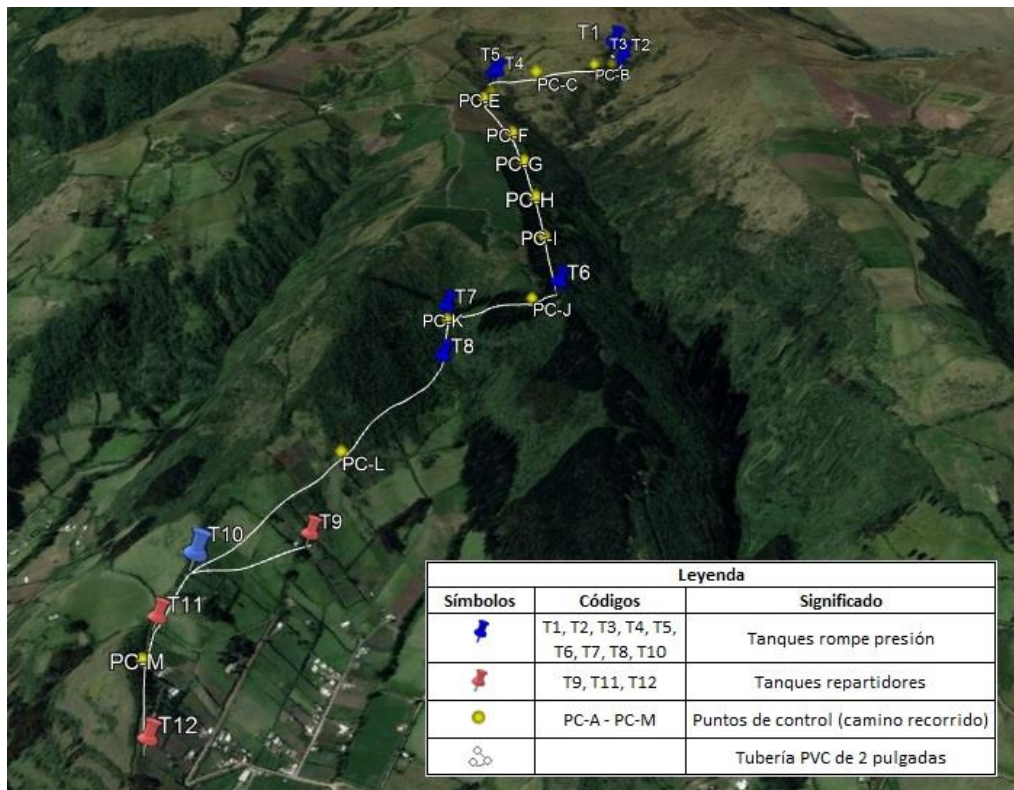 T1
T3 T2
T5
T4
PC-B
PC-C
PC-E
PC-F
PC-G
PC-H
PC-I
T6
T7
PC-J
PC-K
T8
PC-L
T9
T10
T11
PC-M
T12
Leyenda
Símbolos Códigos Significado
T1, T2, T3, T4, T5,
T6, T7, T8, T10
Tanques rompe presión
T9, T11, T12 Tanques repartidores
PC-A - PC-M Puntos de control (camino recorrido)
Tubería PVC de 2 pulgadas